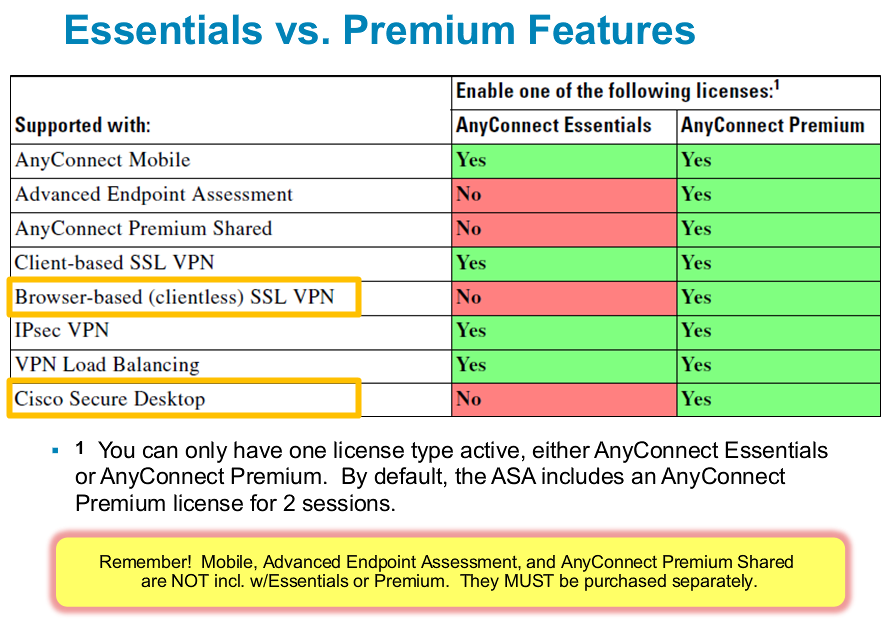 Essentials vs. Premium Features
Enable one of the following licenses:1
Supported with: AnyConnect Essentials AnyConnect Premium
AnyConnect Mobile Yes Yes
Advanced Endpoint Assessment No Yes
AnyConnect Premium Shared No Yes
Client-based SSL VPN Yes Yes
Browser-based (clientless) SSL VPN No Yes
IPsec VPN Yes Yes
VPN Load Balancing Yes Yes
Cisco Secure Desktop No Yes
▪ 1 You can only have one license type active, either AnyConnect Essentials
or AnyConnect Premium. By default, the ASA includes an AnyConnect
Premium license for 2 sessions.
Remember! Mobile, Advanced Endpoint Assessment, and AnyConnect Premium Shared
are NOT incl. w/Essentials or Premium. They MUST be purchased separately.